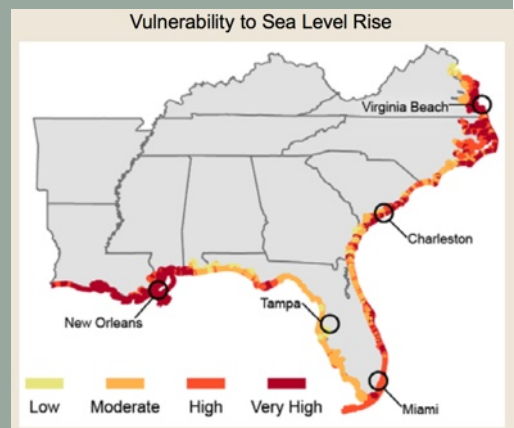 Vulnerability to Sea Level Rise
Virginia Beach
Charleston
New Orleans
Tampa
Miami
Low Moderate High Very High